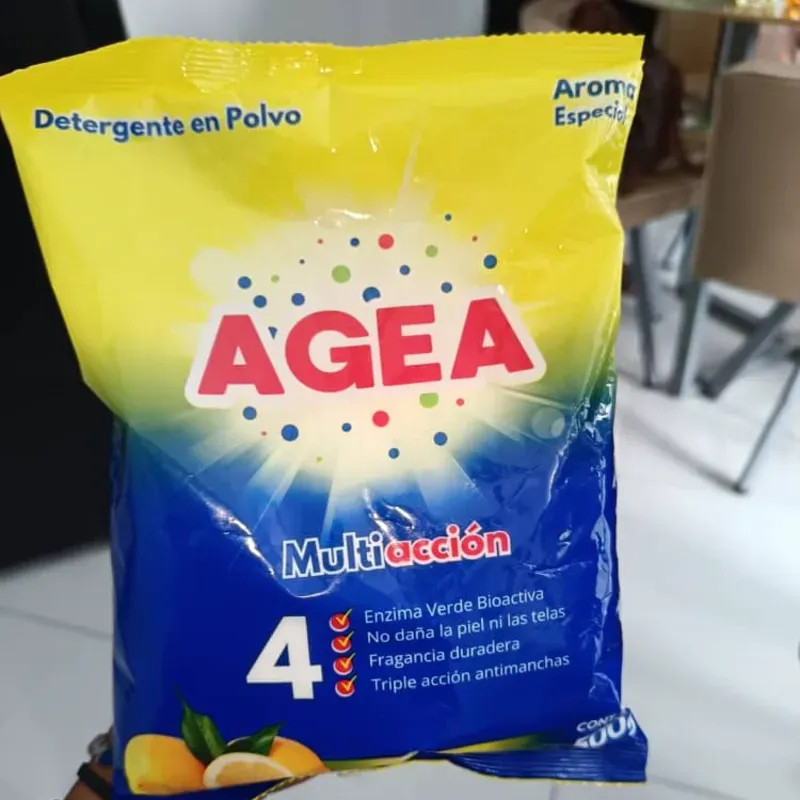 Detergente en Polvo
Aroma
Especial
AGEA
Multiacción
4
Enzima Verde Bioactiva
No daña la piel ni las telas
Fragancia duradera
Triple acción antimanchas